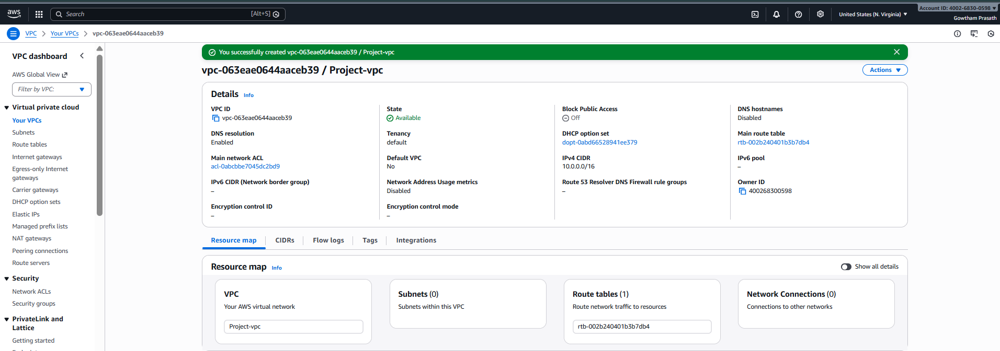 aws
Search
[Alt+S]
United States (N. Virginia)
Account ID: 4002-6830-0598
Gowtham Prasath
VPC
Your VPCs
vpc-063eae0644aaceb39
VPC dashboard
AWS Global View
Filter by VPC:
Virtual private cloud
Your VPCs
Subnets
Route tables
Internet gateways
Egress-only Internet
gateways
Carrier gateways
DHCP option sets
Elastic IPs
Managed prefix lists
NAT gateways
Peering connections
Route servers
Security
Network ACLs
Security groups
PrivateLink and
Lattice
Getting started
You successfully created vpc-063eae0644aaceb39 / Project-vpc
vpc-063eae0644aaceb39 / Project-vpc
Actions
Details Info
VPC ID
vpc-063eae0644aaceb39
State
Available
Block Public Access
Off
DNS hostnames
Disabled
DNS resolution
Enabled
Tenancy
default
DHCP option set
dopt-0abd66528941ee379
Main route table
rtb-002b240401b3b7db4
Main network ACL
acl-0abcbbe7045dc2bd9
Default VPC
No
IPv4 CIDR
10.0.0.0/16
IPv6 pool
–
IPv6 CIDR (Network border group)
–
Network Address Usage metrics
Disabled
Route 53 Resolver DNS Firewall rule groups
–
Owner ID
400268300598
Encryption control ID
–
Encryption control mode
–
Resource map
CIDRs
Flow logs
Tags
Integrations
Resource map Info
Show all details
VPC
Your AWS virtual network
Project-vpc
Subnets (0)
Subnets within this VPC
Route tables (1)
Route network traffic to resources
rtb-002b240401b3b7db4
Network Connections (0)
Connections to other networks